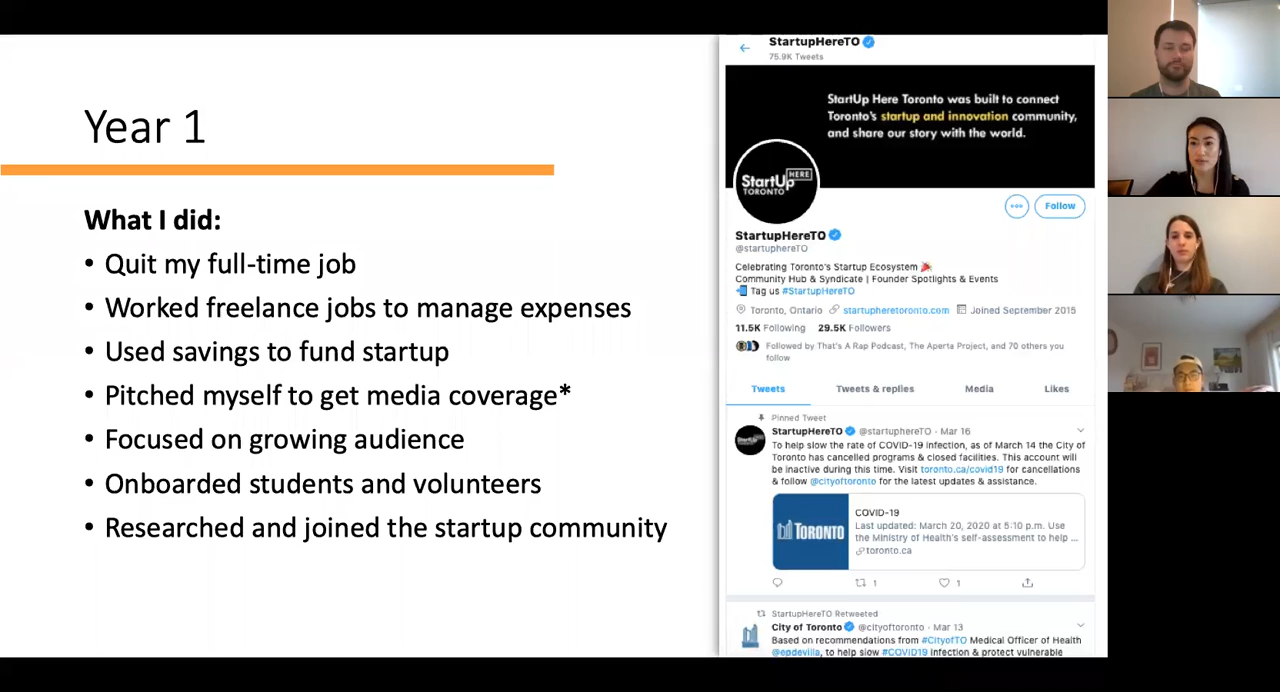 Year 1
What I did:
• Quit my full-time job
• Worked freelance jobs to manage expenses
• Used savings to fund startup
• Pitched myself to get media coverage*
• Focused on growing audience
• Onboarded students and volunteers
• Researched and joined the startup community
StartupHereTO
75.9K Tweets
StartUp Here Toronto was built to connect
Toronto's startup and innovation community,
and share our story with the world.
StartUp HERE
TORONTO
Follow
StartupHereTO
@startuphereTO
Celebrating Toronto's Startup Ecosystem 🎉
Community Hub & Syndicate | Founder Spotlights & Events
📲 Tag us #StartupHereTO
Toronto, Ontario startupheretoronto.com Joined September 2015
11.5K Following 29.5K Followers
Followed by That's A Rap Podcast, The Aperta Project, and 70 others you
follow
Tweets Tweets & replies Media Likes
Pinned Tweet
StartupHereTO @startuphereTO · Mar 16
To help slow the rate of COVID-19 infection, as of March 14 the City of
Toronto has cancelled programs & closed facilities. This account will
be inactive during this time. Visit toronto.ca/covid19 for cancellations
& follow @cityoftoronto for the latest updates & assistance.
TORONTO
COVID-19
Last updated: March 20, 2020 at 5:10 p.m. Use
the Ministry of Health's self-assessment to help ...
toronto.ca
1 1
StartupHereTO Retweeted
City of Toronto @cityoftoronto · Mar 13
Based on recommendations from #CityofTO Medical Officer of Health
@epdevilla, to help slow #COVID19 infection & protect vulnerable